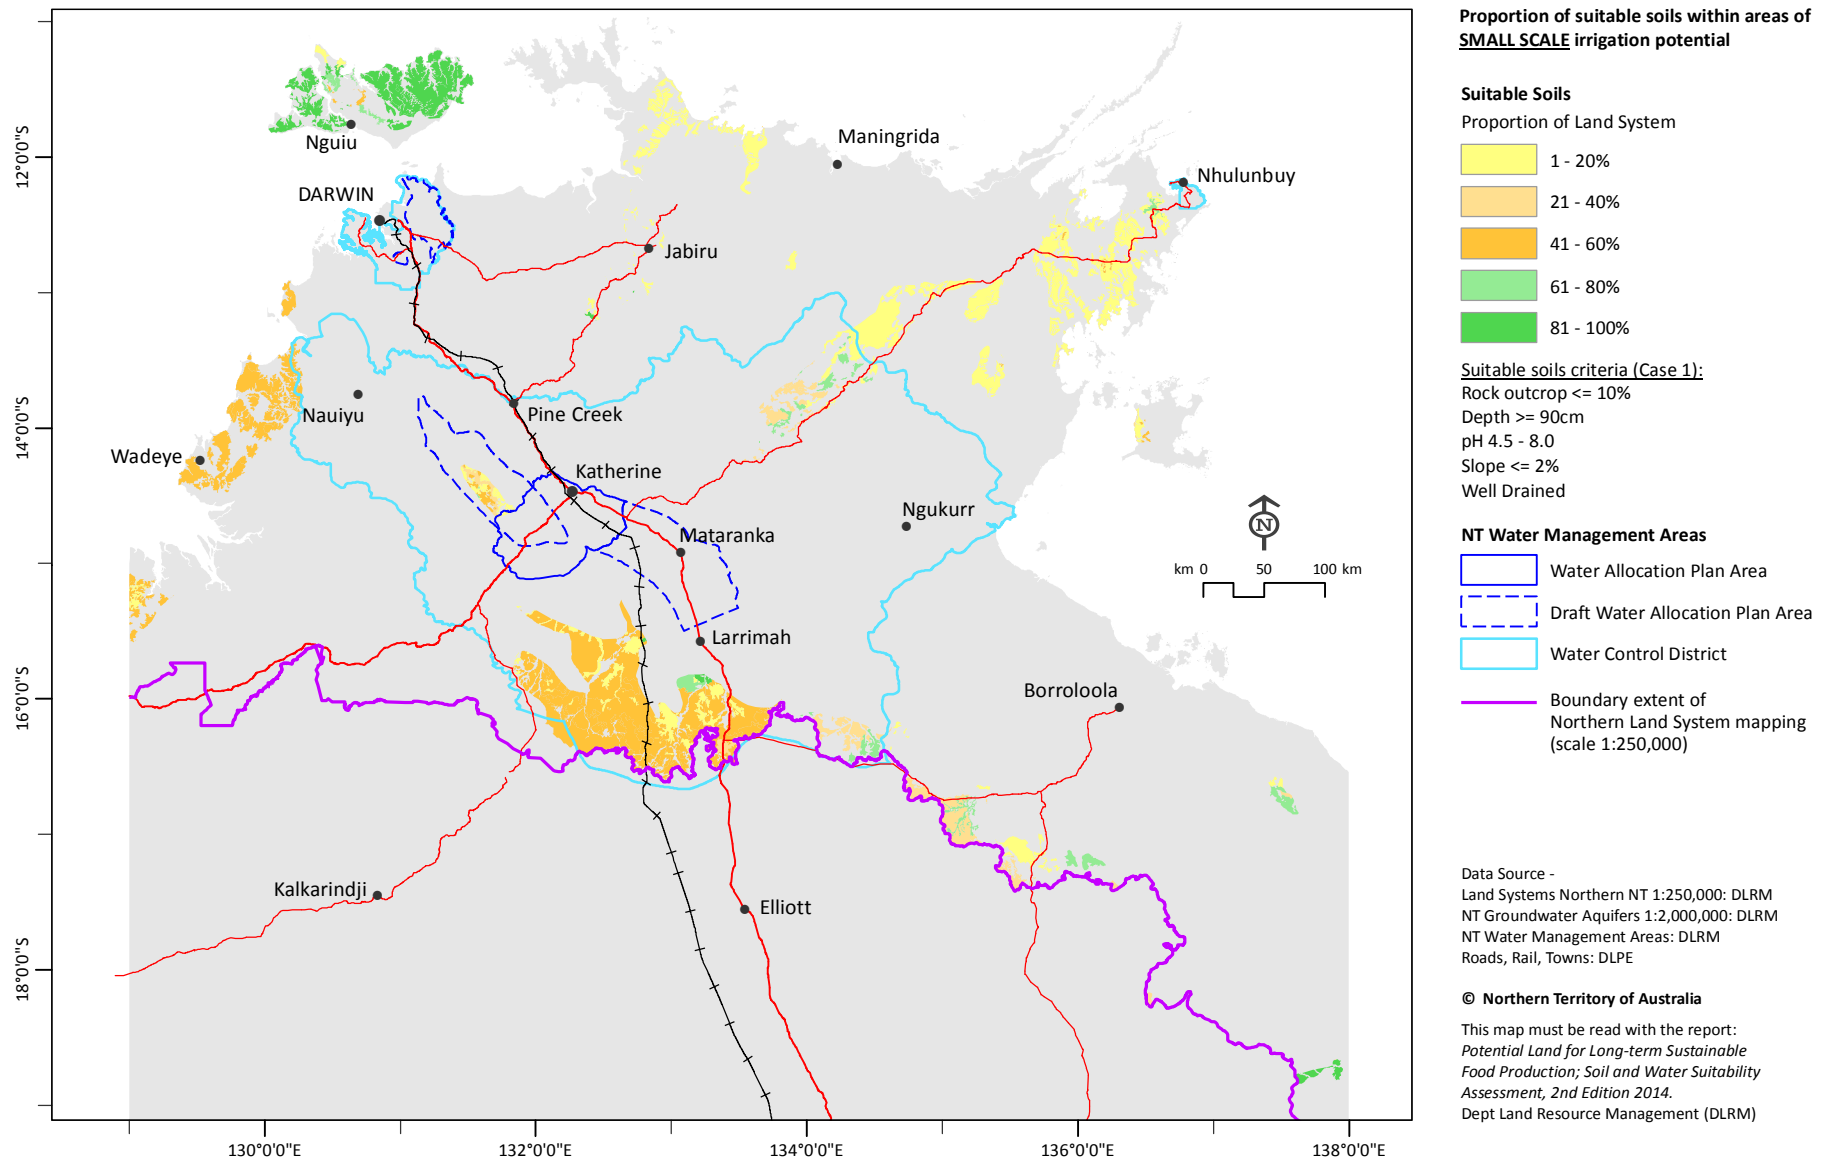 Proportion of suitable soils within areas of
SMALL SCALE irrigation potential
Suitable Soils
Proportion of Land System
1 - 20%
21 - 40%
41 - 60%
61 - 80%
81 - 100%
Suitable soils criteria (Case 1):
Rock outcrop <= 10%
Depth >= 90cm
pH 4.5 - 8.0
Slope <= 2%
Well Drained
NT Water Management Areas
Water Allocation Plan Area
Draft Water Allocation Plan Area
Water Control District
Boundary extent of
Northern Land System mapping
(scale 1:250,000)
Data Source -
Land Systems Northern NT 1:250,000: DLRM
NT Groundwater Aquifers 1:2,000,000: DLRM
NT Water Management Areas: DLRM
Roads, Rail, Towns: DLPE
© Northern Territory of Australia
This map must be read with the report:
Potential Land for Long-term Sustainable
Food Production; Soil and Water Suitability
Assessment, 2nd Edition 2014.
Dept Land Resource Management (DLRM)
Nguiu
Maningrida
Nhulunbuy
DARWIN
Jabiru
Nauiyu
Pine Creek
Wadeye
Katherine
Ngukurr
Mataranka
N
km 0 50 100 km
Larrimah
Borroloola
Kalkarindji
Elliott
12°0'0"S
14°0'0"S
16°0'0"S
18°0'0"S
130°0'0"E
132°0'0"E
134°0'0"E
136°0'0"E
138°0'0"E